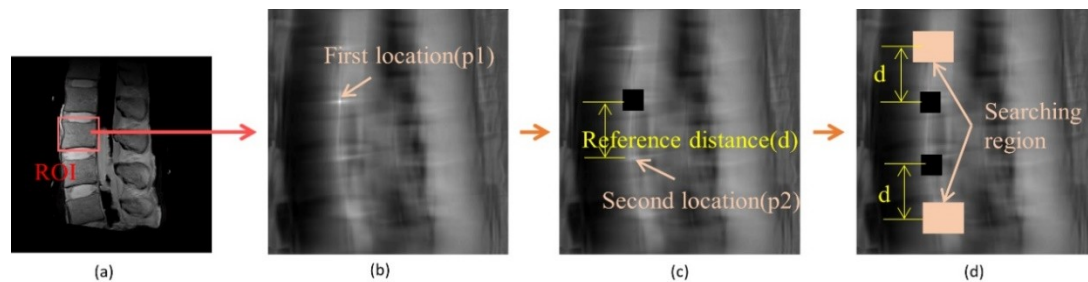 ROI
(a)
First location(p1)
(b)
Reference distance(d)
Second location(p2)
(c)
d
Searching
region
d
(d)